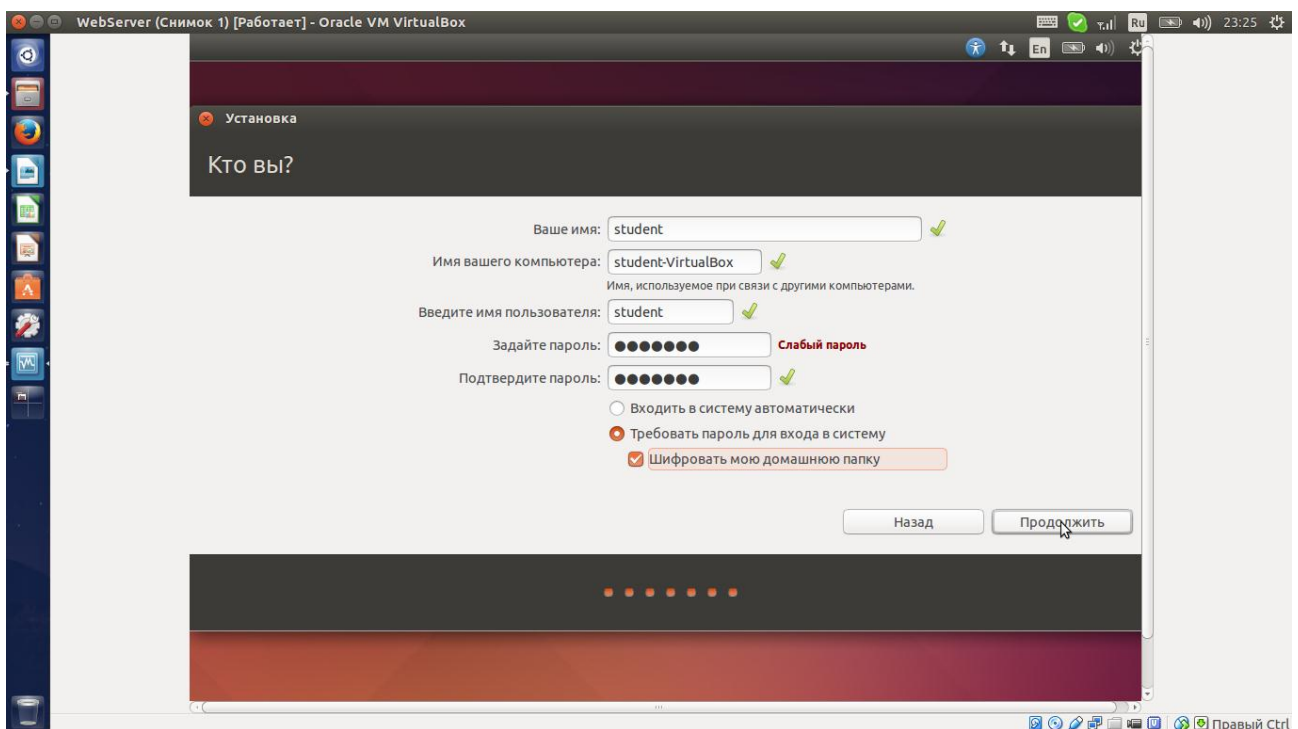 WebServer (Снимок 1) [Работает] - Oracle VM VirtualBox
Ru
23:25
En
Установка
Кто вы?
Ваше имя: student
Имя вашего компьютера: student-VirtualBox
Имя, используемое при связи с другими компьютерами.
Введите имя пользователя: student
Задайте пароль: ●●●●●●● Слабый пароль
Подтвердите пароль: ●●●●●●●
Входить в систему автоматически
Требовать пароль для входа в систему
Шифровать мою домашнюю папку
Назад
Продолжить
Правый Ctrl